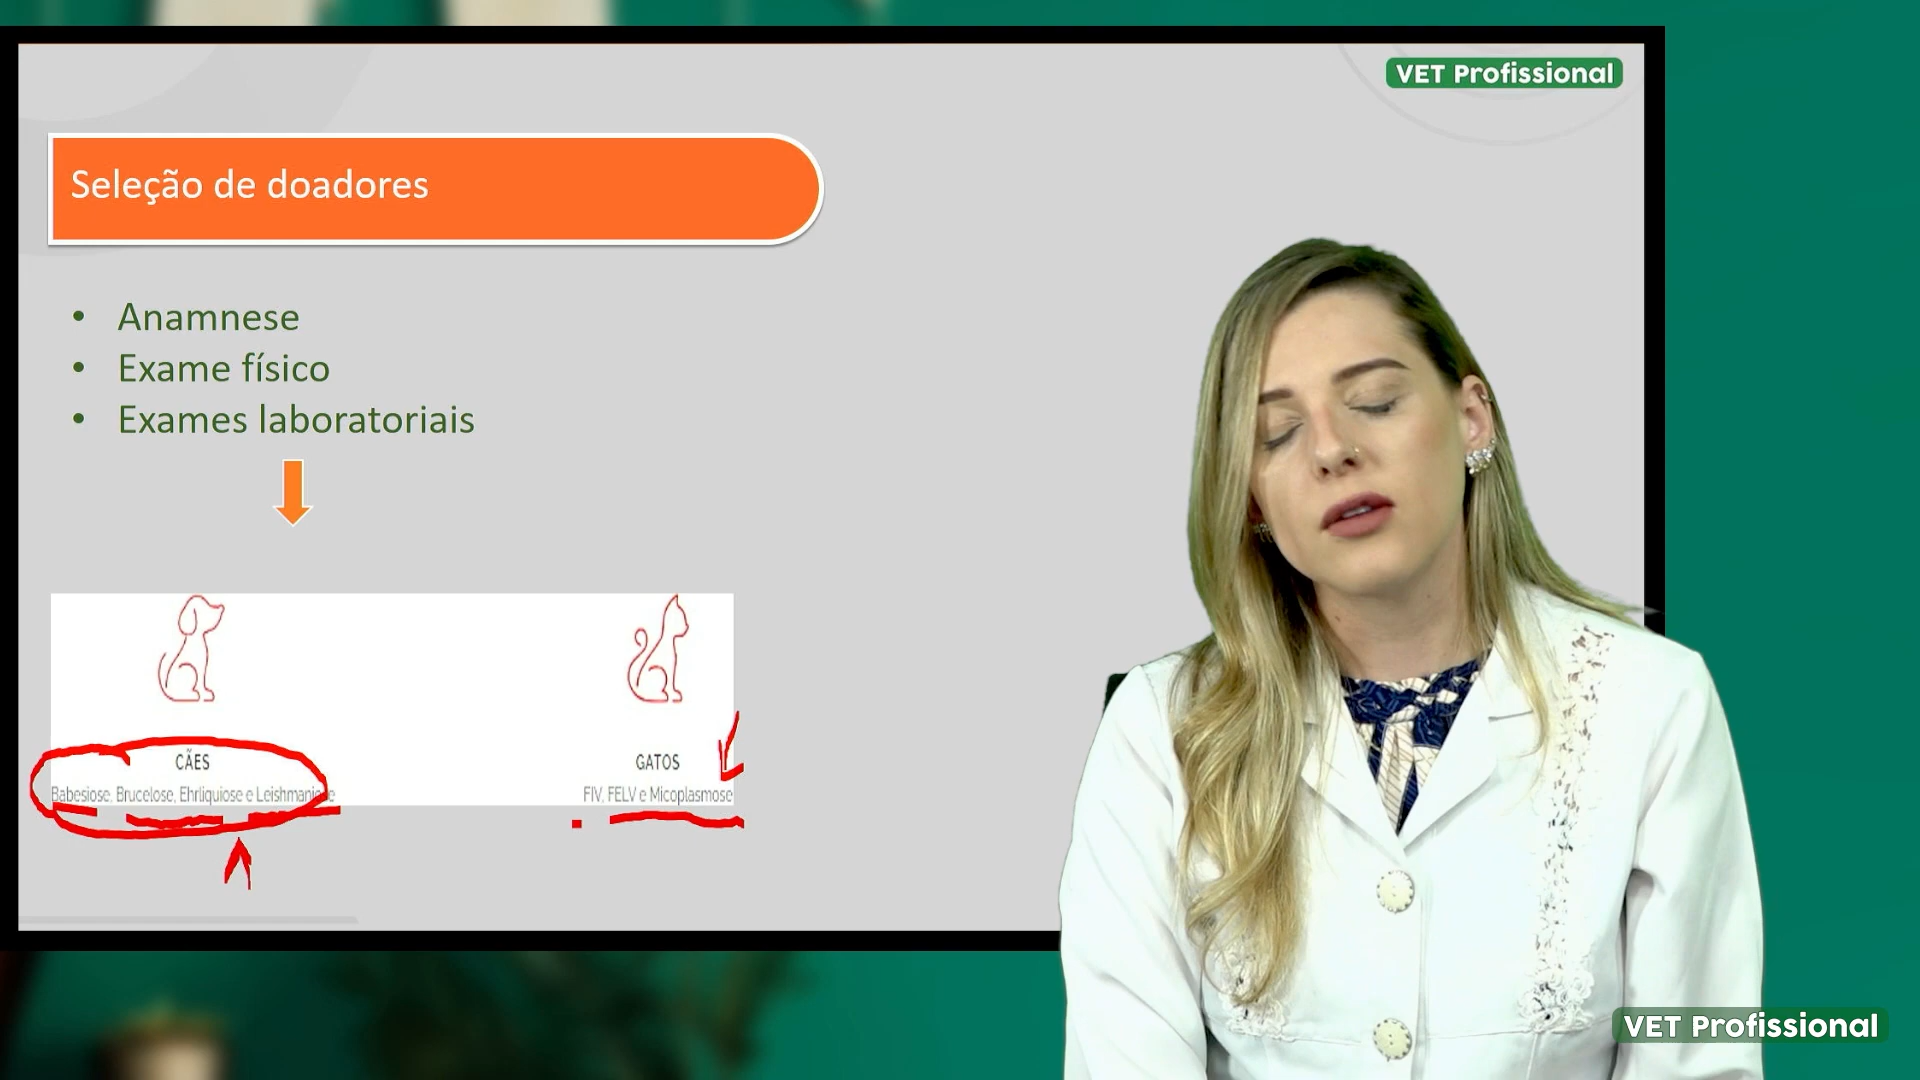 VET Profissional
Seleção de doadores
• Anamnese
• Exame físico
• Exames laboratoriais
CÃES
Babesiose, Brucelose, Ehrliquiose e Leishmaniose
GATOS
FIV, FELV e Micoplasmose
VET Profissional